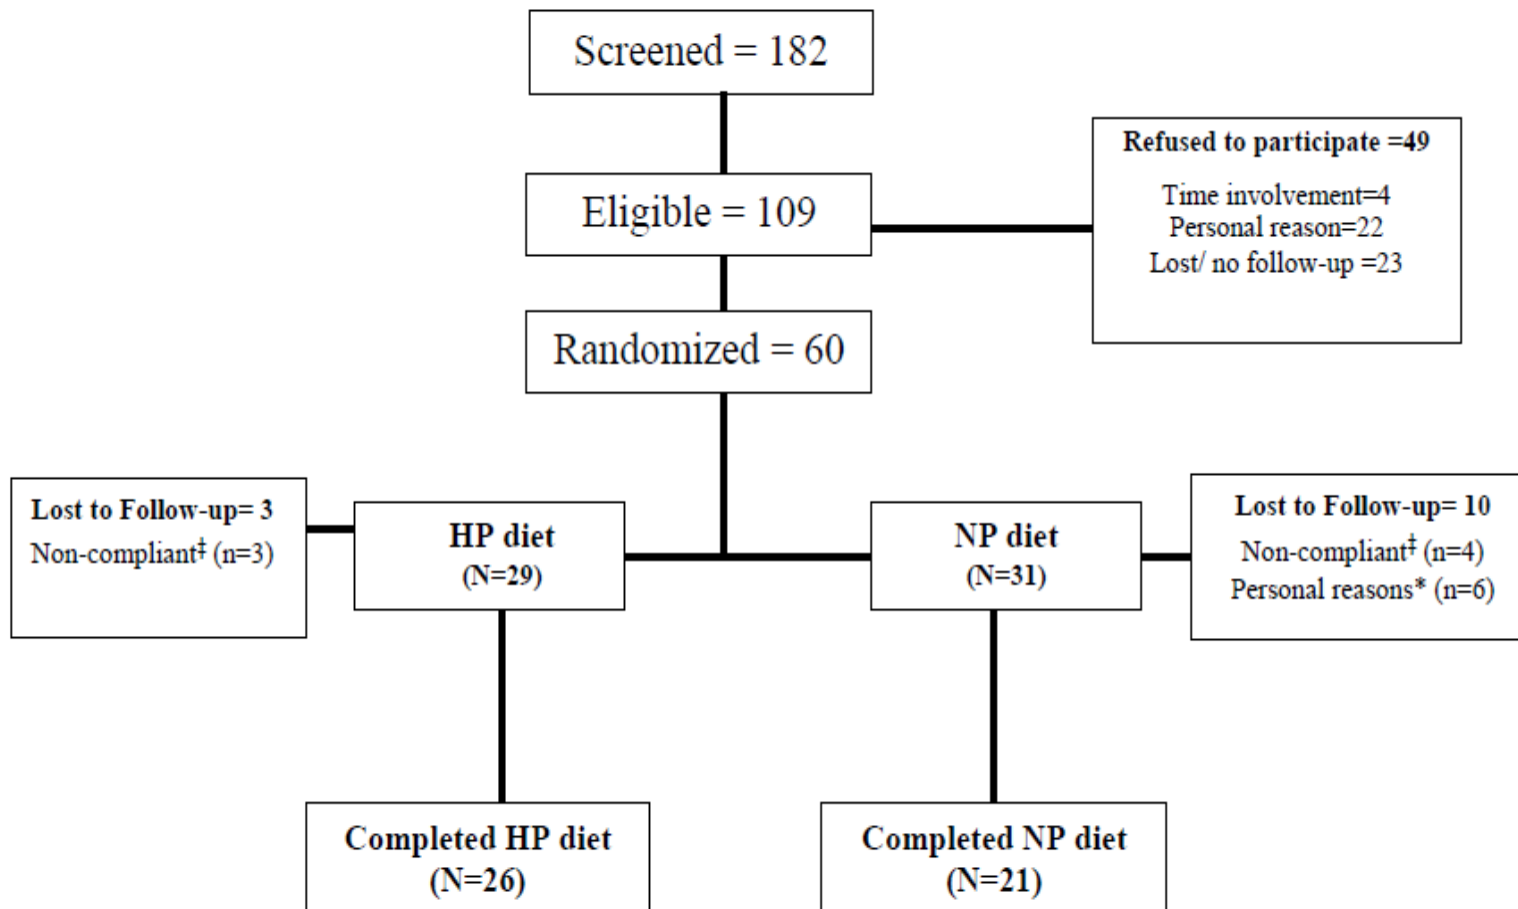 Screened = 182
Refused to participate =49
Time involvement=4
Personal reason=22
Lost/ no follow-up =23
Eligible = 109
Randomized = 60
Lost to Follow-up= 3
Non-compliant‡ (n=3)
HP diet
(N=29)
NP diet
(N=31)
Lost to Follow-up= 10
Non-compliant‡ (n=4)
Personal reasons* (n=6)
Completed HP diet
(N=26)
Completed NP diet
(N=21)